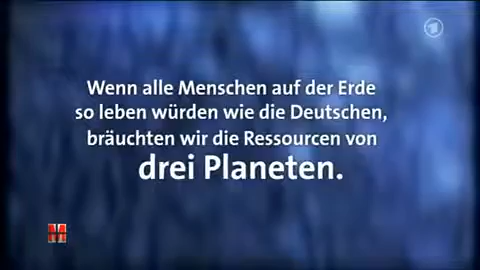 Wenn alle Menschen auf der Erde
so leben würden wie die Deutschen,
bräuchten wir die Ressourcen von
drei Planeten.